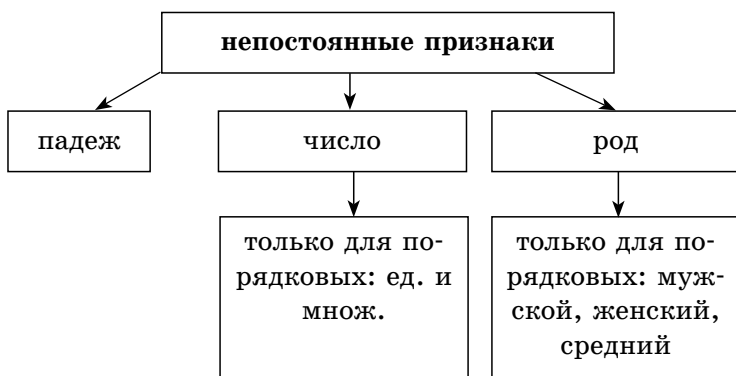 непостоянные признаки
падеж
число
род
только для по-
рядковых: ед. и
множ.
только для по-
рядковых: муж-
ской, женский,
средний